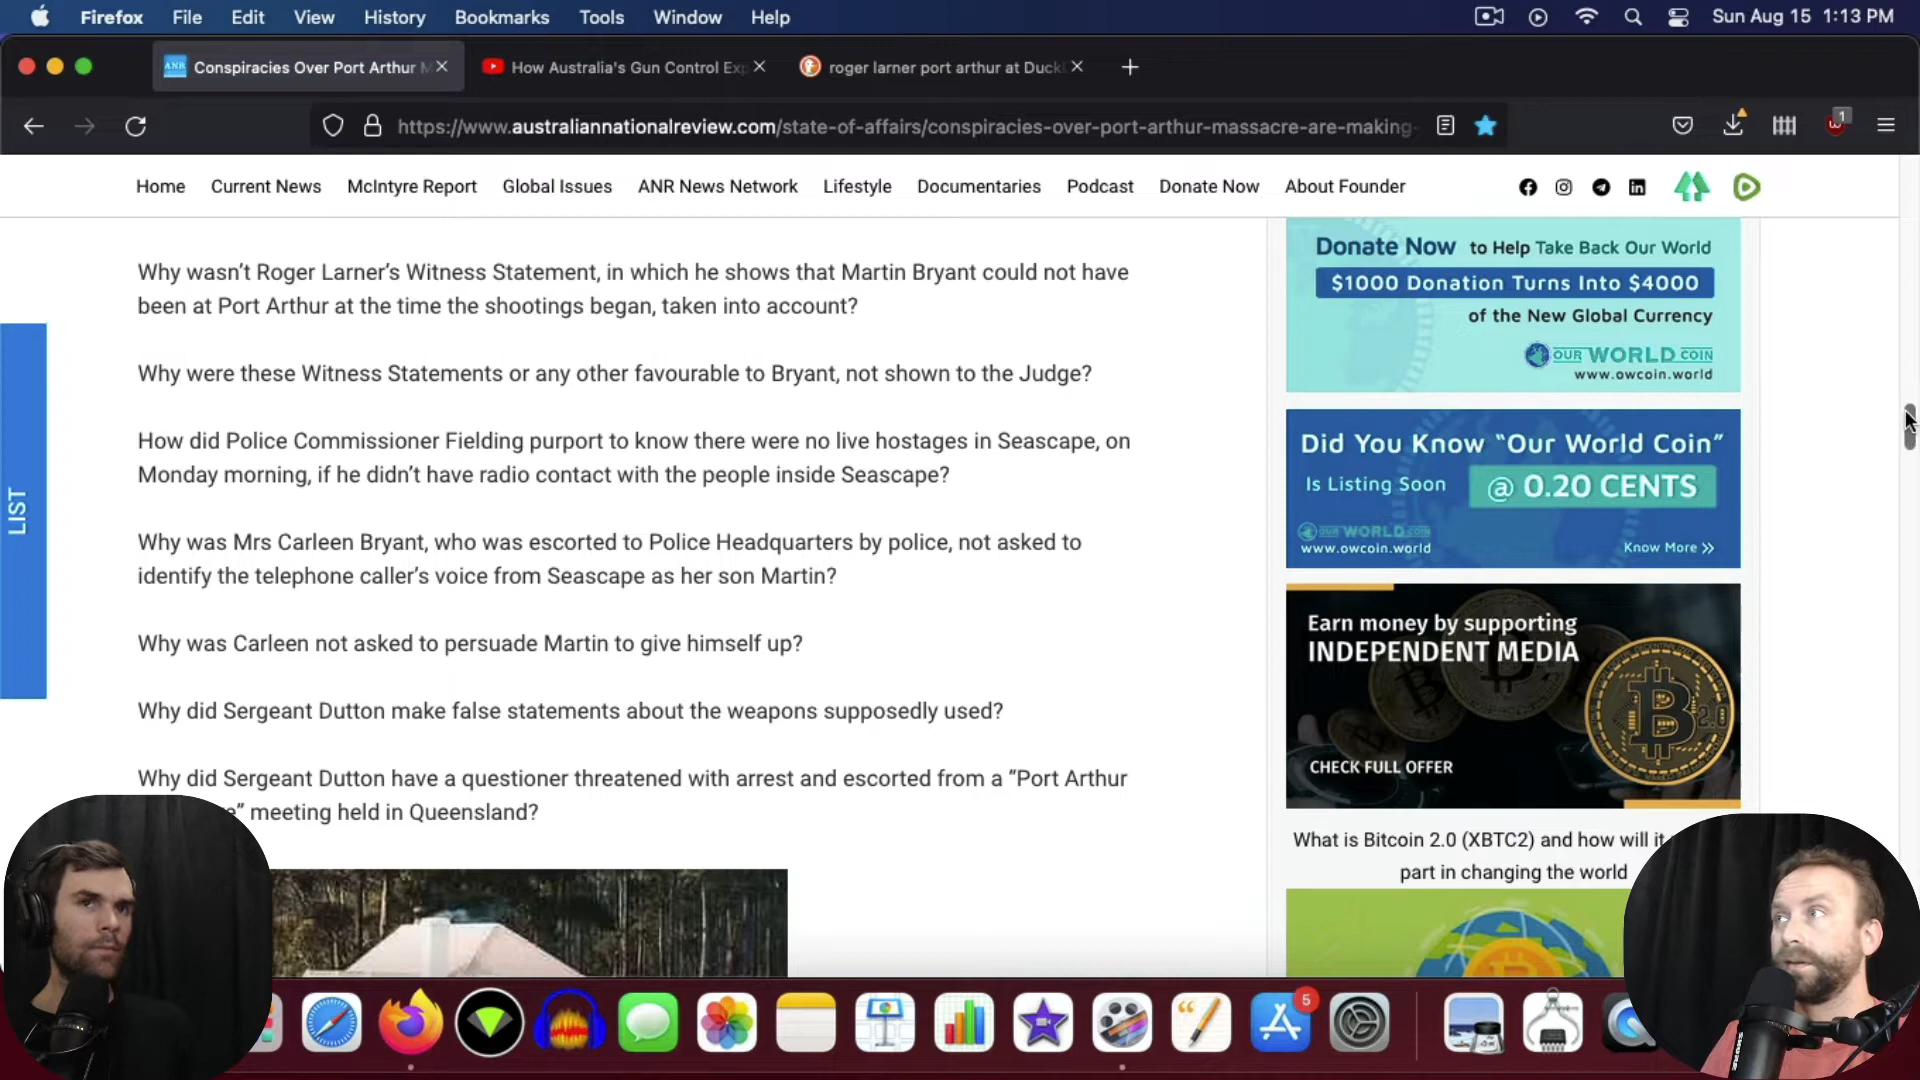 Firefox File Edit View History Bookmarks Tools Window Help Sun Aug 15 1:13 PM
ANR Conspiracies Over Port Arthur M How Australia's Gun Control Exp roger larner port arthur at Duck
https://www.australiannationalreview.com/state-of-affairs/conspiracies-over-port-arthur-massacre-are-making- 1
Home Current News McIntyre Report Global Issues ANR News Network Lifestyle Documentaries Podcast Donate Now About Founder
Why wasn’t Roger Larner’s Witness Statement, in which he shows that Martin Bryant could not have
been at Port Arthur at the time the shootings began, taken into account?
Why were these Witness Statements or any other favourable to Bryant, not shown to the Judge?
How did Police Commissioner Fielding purport to know there were no live hostages in Seascape, on
Monday morning, if he didn’t have radio contact with the people inside Seascape?
Why was Mrs Carleen Bryant, who was escorted to Police Headquarters by police, not asked to
identify the telephone caller’s voice from Seascape as her son Martin?
Why was Carleen not asked to persuade Martin to give himself up?
Why did Sergeant Dutton make false statements about the weapons supposedly used?
Why did Sergeant Dutton have a questioner threatened with arrest and escorted from a “Port Arthur
” meeting held in Queensland?
LIST
Donate Now to Help Take Back Our World
$1000 Donation Turns Into $4000
of the New Global Currency
OUR WORLD COIN
www.owcoin.world
Did You Know “Our World Coin”
Is Listing Soon @ 0.20 CENTS
OUR WORLD COIN
www.owcoin.world Know More
Earn money by supporting
INDEPENDENT MEDIA
2.0
CHECK FULL OFFER
What is Bitcoin 2.0 (XBTC2) and how will it
part in changing the world
5